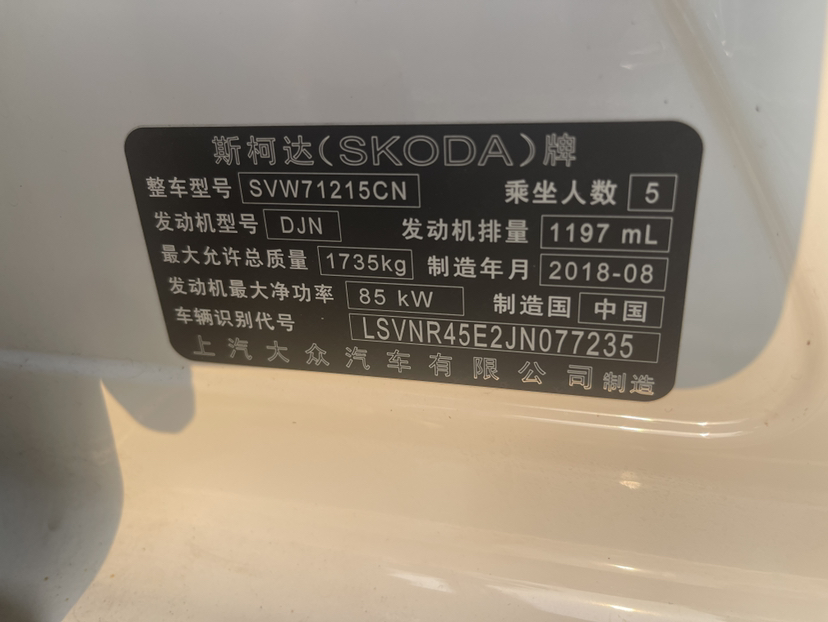 斯柯达(SKODA)牌
整车型号 SVW71215CN 乘坐人数 5
发动机型号 DJN 发动机排量 1197 mL
最大允许总质量 1735kg 制造年月 2018-08
发动机最大净功率 85 kW 制造国 中国
车辆识别代号 LSVNR45E2JN077235
上汽大众汽车有限公司制造